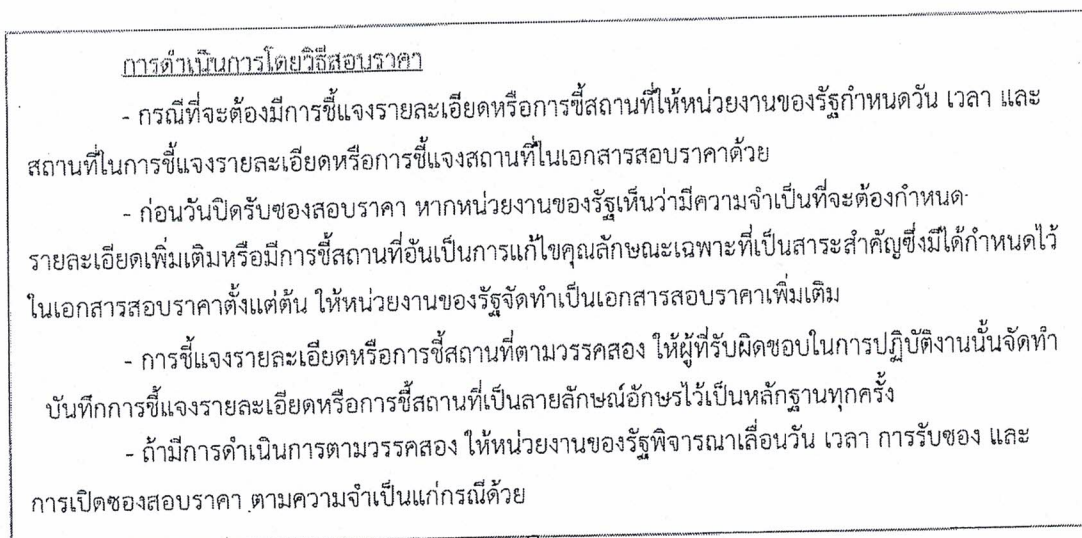 การดำเนินการโดยวิธีสอบราคา
- กรณีที่จะต้องมีการชี้แจงรายละเอียดหรือการชี้สถานที่ให้หน่วยงานของรัฐกำหนดวัน เวลา และ
สถานที่ในการชี้แจงรายละเอียดหรือการชี้แจงสถานที่ในเอกสารสอบราคาด้วย
- ก่อนวันปิดรับซองสอบราคา หากหน่วยงานของรัฐเห็นว่ามีความจำเป็นที่จะต้องกำหนด
รายละเอียดเพิ่มเติมหรือมีการชี้สถานที่อันเป็นการแก้ไขคุณลักษณะเฉพาะที่เป็นสาระสำคัญซึ่งมิได้กำหนดไว้
ในเอกสารสอบราคาตั้งแต่ต้น ให้หน่วยงานของรัฐจัดทำเป็นเอกสารสอบราคาเพิ่มเติม
- การชี้แจงรายละเอียดหรือการชี้สถานที่ตามวรรคสอง ให้ผู้ที่รับผิดชอบในการปฏิบัติงานนั้นจัดทำ
บันทึกการชี้แจงรายละเอียดหรือการชี้สถานที่เป็นลายลักษณ์อักษรไว้เป็นหลักฐานทุกครั้ง
- ถ้ามีการดำเนินการตามวรรคสอง ให้หน่วยงานของรัฐพิจารณาเลื่อนวัน เวลา การรับซอง และ
การเปิดซองสอบราคา ตามความจำเป็นแก่กรณีด้วย